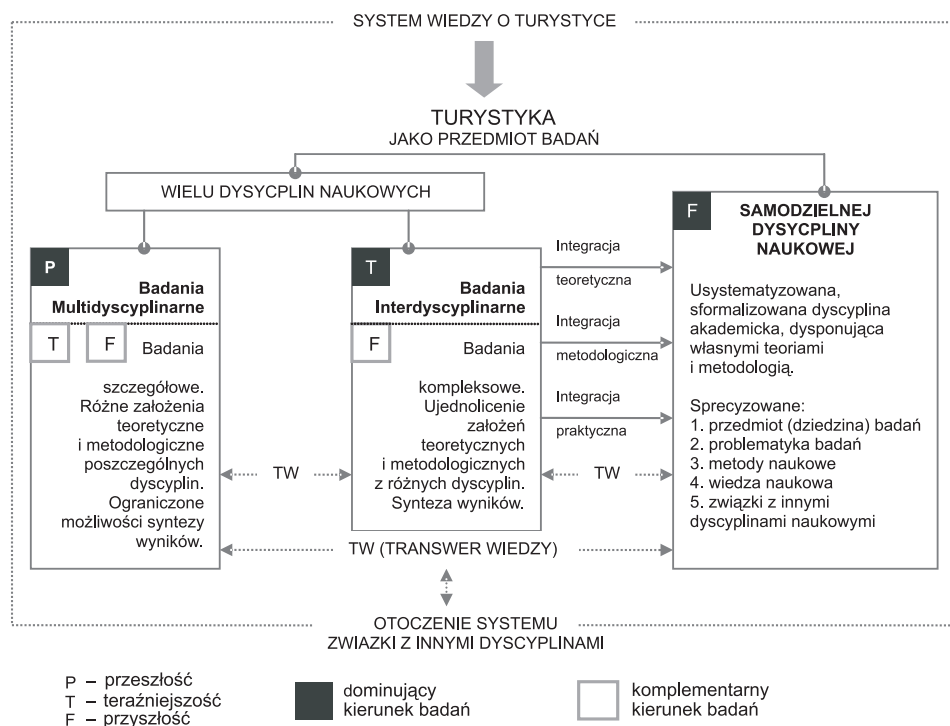 SYSTEM WIEDZY O TURYSTYCE
TURYSTYKA
JAKO PRZEDMIOT BADAŃ
WIELU DYSYCPLIN NAUKOWYCH
P
Badania
Multidyscyplinarne
T F Badania
szczegółowe.
Różne założenia
teoretyczne
i metodologiczne
poszczególnych
dyscyplin.
Ograniczone
możliwości syntezy
wyników.
TW
T
Badania
Interdyscyplinarne
F Badania
kompleksowe.
Ujednolicenie
założeń
teoretycznych
i metodologicznych
z różnych dyscyplin.
Synteza wyników.
Integracja
teoretyczna
Integracja
metodologiczna
Integracja
praktyczna
TW
F SAMODZIELNEJ
DYSYCPLINY
NAUKOWEJ
Usystematyzowana,
sformalizowana dyscyplina
akademicka, dysponująca
własnymi teoriami
i metodologią.
Sprecyzowane:
1. przedmiot (dziedzina) badań
2. problematyka badań
3. metody naukowe
4. wiedza naukowa
5. związki z innymi
dyscyplinami naukowymi
TW (TRANSWER WIEDZY)
OTOCZENIE SYSTEMU
ZWIAZKI Z INNYMI DYSCYPLINAMI
P – przeszłość
T – teraźniejszość
F – przyszłość
dominujący
kierunek badań
komplementarny
kierunek badań